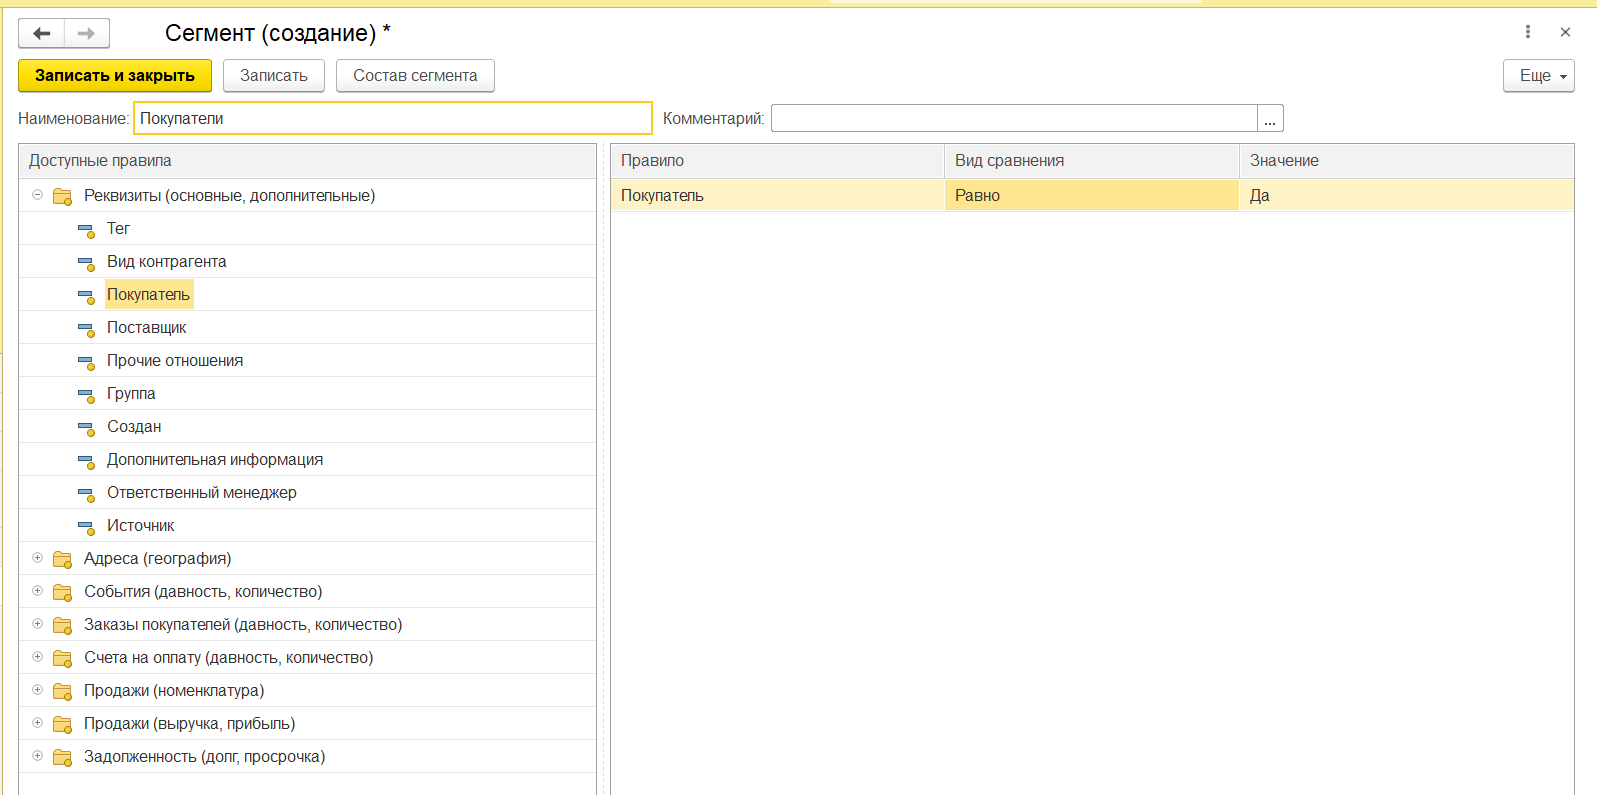 Сегмент (создание) *
Записать и закрыть Записать Состав сегмента Еще
Наименование: Покупатели Комментарий: ...
Доступные правила
Реквизиты (основные, дополнительные)
Тег
Вид контрагента
Покупатель
Поставщик
Прочие отношения
Группа
Создан
Дополнительная информация
Ответственный менеджер
Источник
Адреса (география)
События (давность, количество)
Заказы покупателей (давность, количество)
Счета на оплату (давность, количество)
Продажи (номенклатура)
Продажи (выручка, прибыль)
Задолженность (долг, просрочка)
Правило Вид сравнения Значение
Покупатель Равно Да